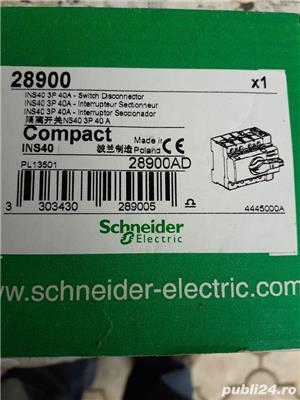 28900 x1
INS40 3P 40A - Switch Disconnector
INS40 3P 40A - Interrupteur Sectionneur
INS40 3P 40A - Interruptor Seccionador
隔离开关NS40 3P 40 A
Compact
INS40
波兰制造
Made in
Poland
CE
PL13501
28900AD
3 303430 289005
4445000A
Schneider
Electric
www.schneider-electric.com
publi24.ro